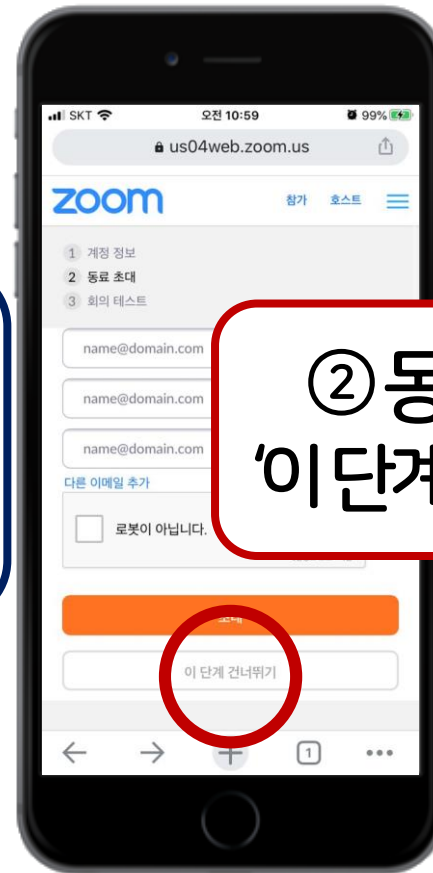 SKT 오전 10:59 99%
us04web.zoom.us
zoom 참가 호스트
1 계정 정보
2 동료 초대
3 회의 테스트
name@domain.com
name@domain.com
name@domain.com
다른 이메일 추가
로봇이 아닙니다.
②동
'이 단계
이 단계 건너뛰기
1